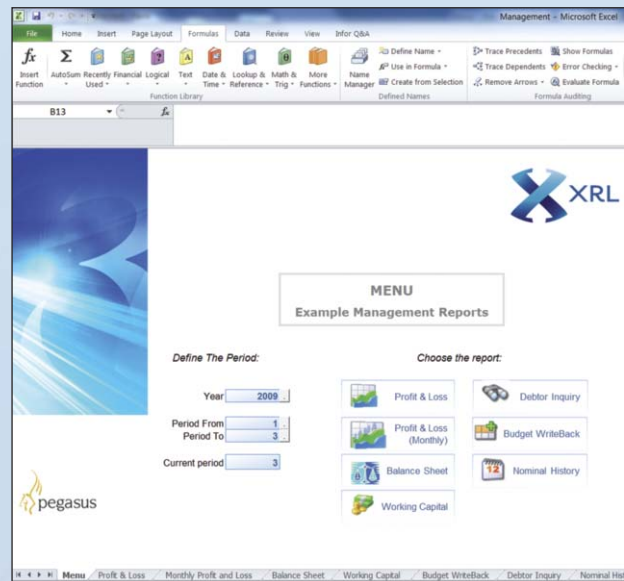 Management - Microsoft Excel
File Home Insert Page Layout Formulas Data Review View Infor Q&A
fx Σ Define Name Trace Precedents Show Formulas
Insert AutoSum Recently Financial Logical Text Date & Lookup & Math & More Name Use in Formula Trace Dependents Error Checking
Function Used Time Reference Trig Functions Manager Create from Selection Remove Arrows Evaluate Formula
Function Library Defined Names Formula Auditing
B13 fx
XRL
MENU
Example Management Reports
Define The Period: Choose the report:
Year 2009 Profit & Loss Debtor Inquiry
Period From 1 Profit & Loss Budget WriteBack
Period To 3 (Monthly)
Current period 3 Balance Sheet 12 Nominal History
Working Capital
pegasus
Menu Profit & Loss Monthly Profit and Loss Balance Sheet Working Capital Budget WriteBack Debtor Inqury Nominal Hist